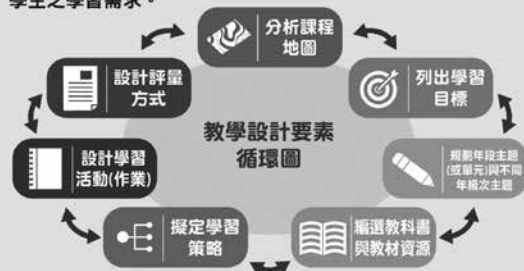 學生之學習需求。
分析課程
地圖
列出學習
目標
規劃年段主題
(或單元)與不同
年級次主題
編選教科書
與教材資源
擬定學習
策略
設計學習
活動(作業)
設計評量
方式
教學設計要素
循環圖